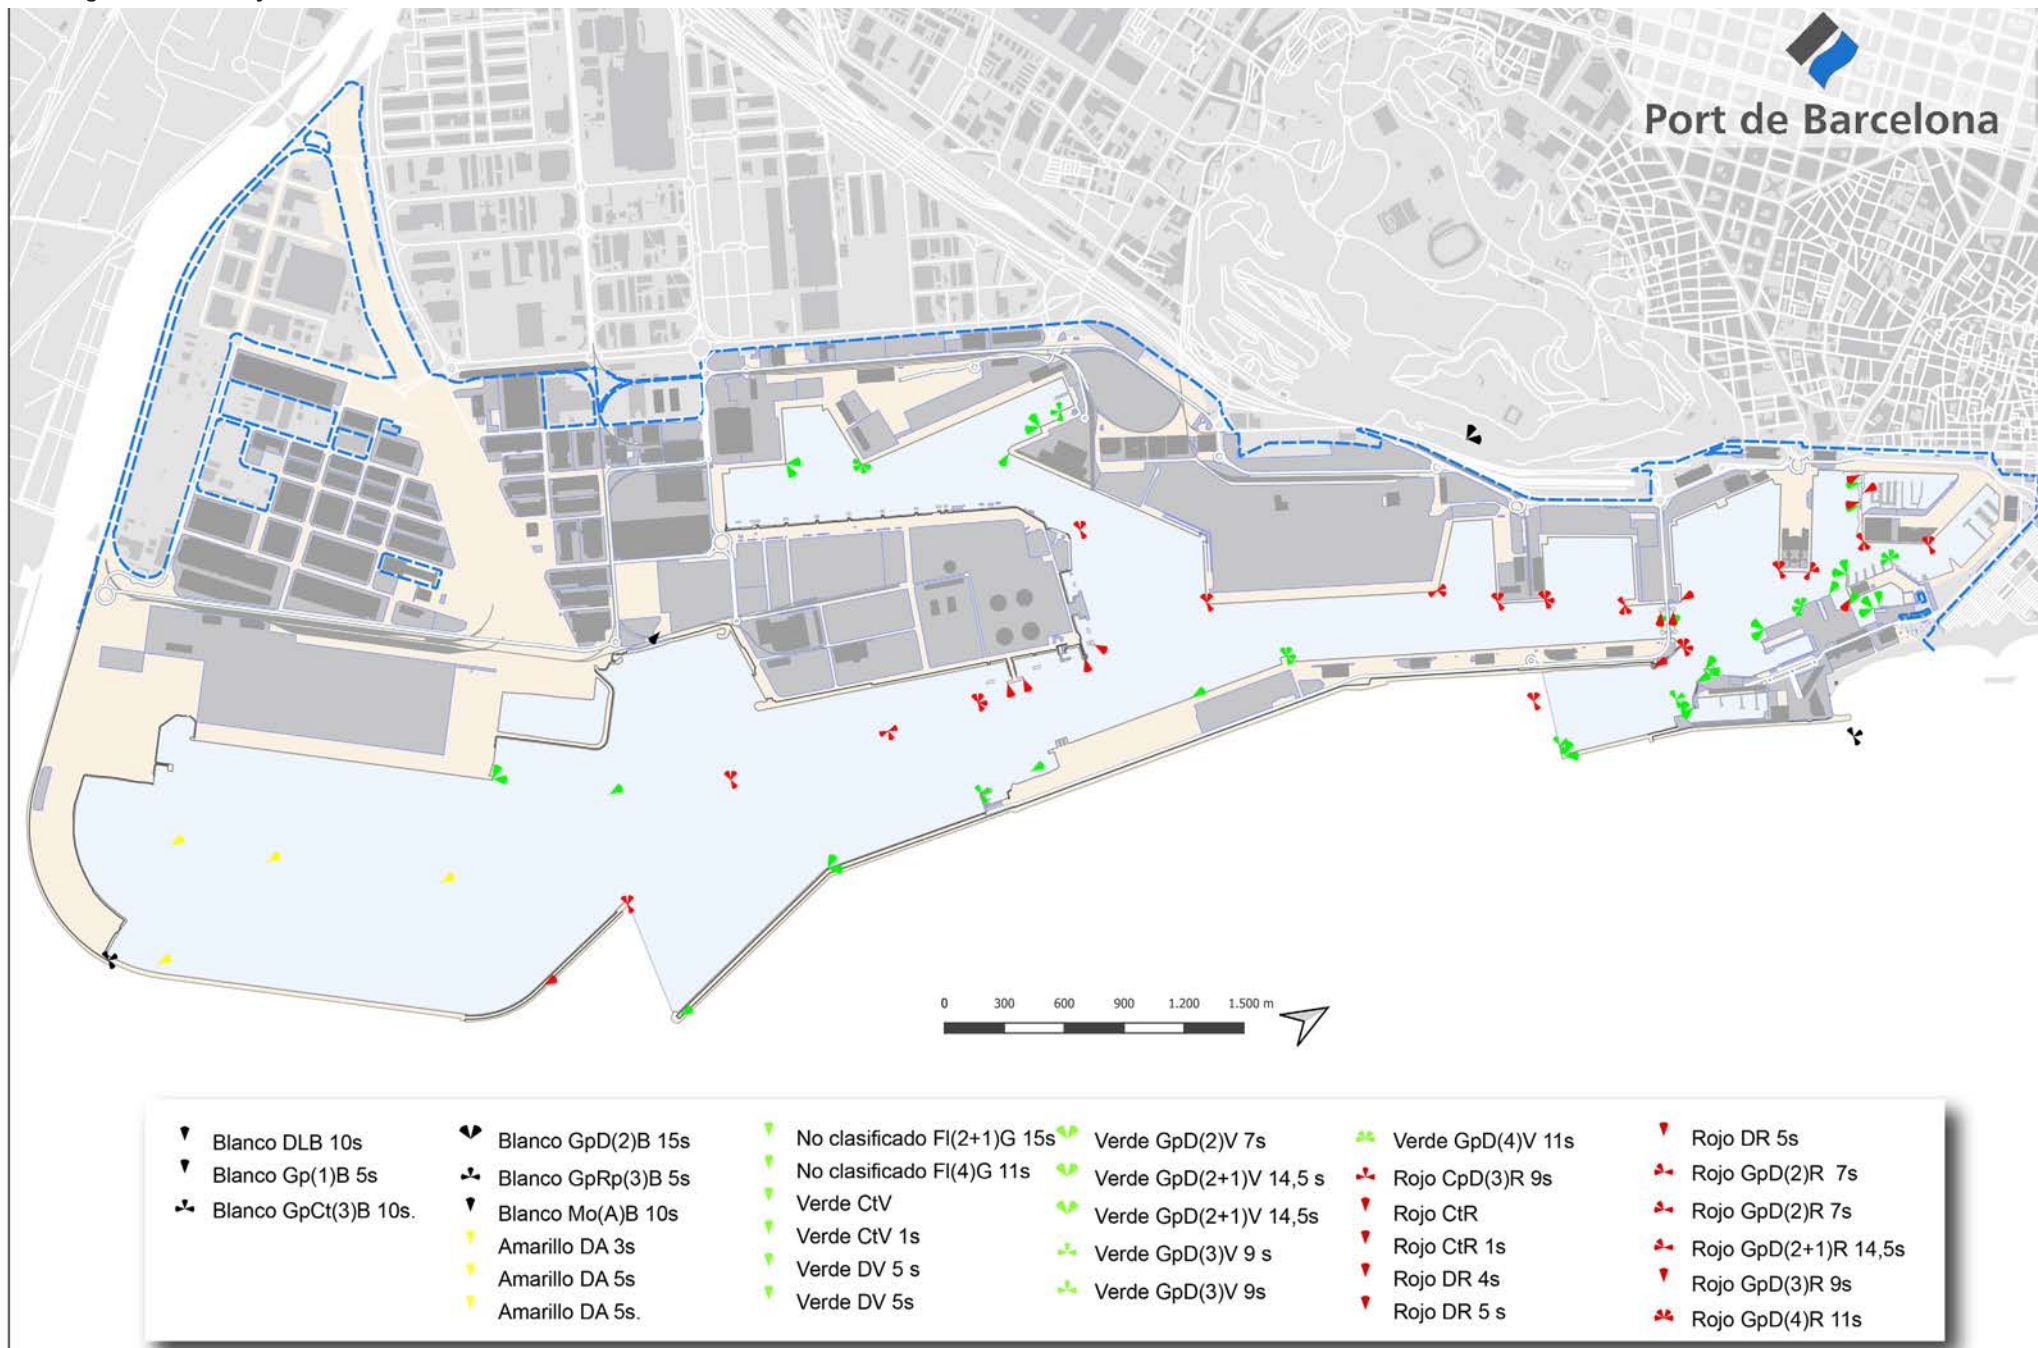 Port de Barcelona
0 300 600 900 1.200 1.500 m
Blanco DLB 10s
Blanco Gp(1)B 5s
Blanco GpCt(3)B 10s.
Blanco GpD(2)B 15s
Blanco GpRp(3)B 5s
Blanco Mo(A)B 10s
Amarillo DA 3s
Amarillo DA 5s
Amarillo DA 5s.
No clasificado Fl(2+1)G 15s
No clasificado Fl(4)G 11s
Verde CtV
Verde CtV 1s
Verde DV 5 s
Verde DV 5s
Verde GpD(2)V 7s
Verde GpD(2+1)V 14,5 s
Verde GpD(2+1)V 14,5s
Verde GpD(3)V 9 s
Verde GpD(3)V 9s
Verde GpD(4)V 11s
Rojo CpD(3)R 9s
Rojo CtR
Rojo CtR 1s
Rojo DR 4s
Rojo DR 5 s
Rojo DR 5s
Rojo GpD(2)R  7s
Rojo GpD(2)R 7s
Rojo GpD(2+1)R 14,5s
Rojo GpD(3)R 9s
Rojo GpD(4)R 11s